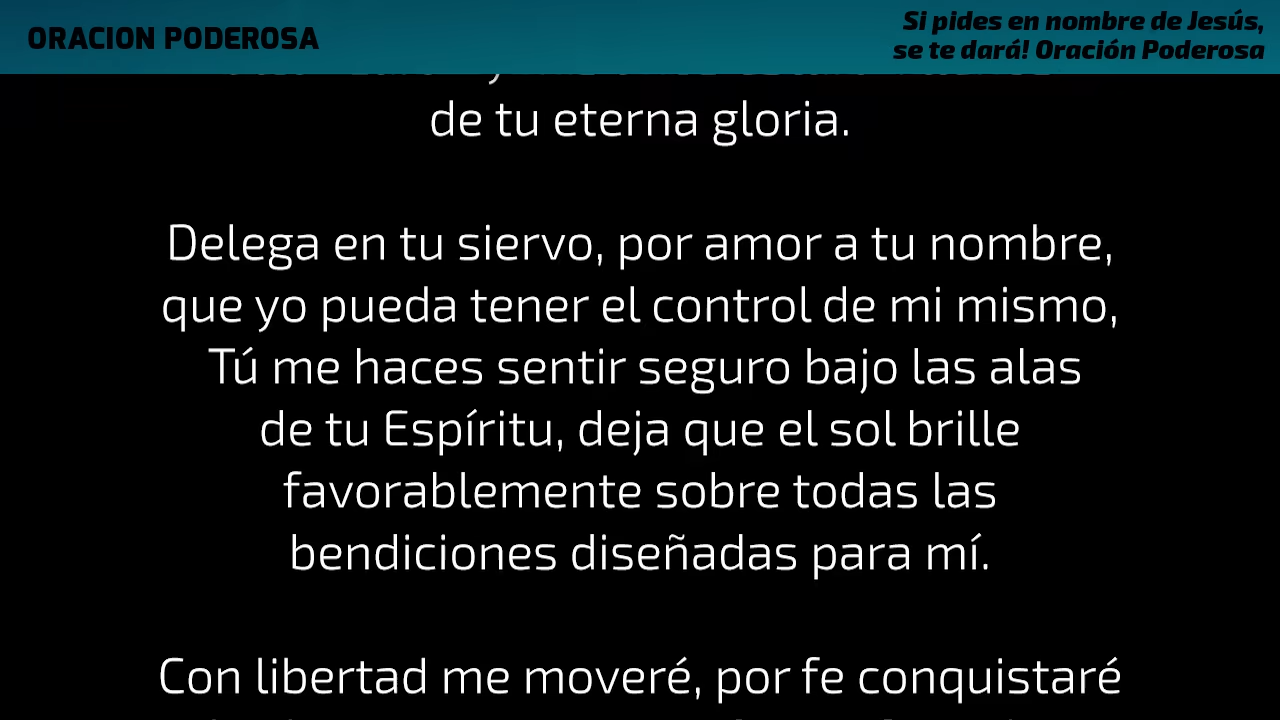 ORACION PODEROSA
Si pides en nombre de Jesús,
se te dará! Oración Poderosa
de tu eterna gloria.
Delega en tu siervo, por amor a tu nombre,
que yo pueda tener el control de mi mismo,
Tú me haces sentir seguro bajo las alas
de tu Espíritu, deja que el sol brille
favorablemente sobre todas las
bendiciones diseñadas para mí.
Con libertad me moveré, por fe conquistaré